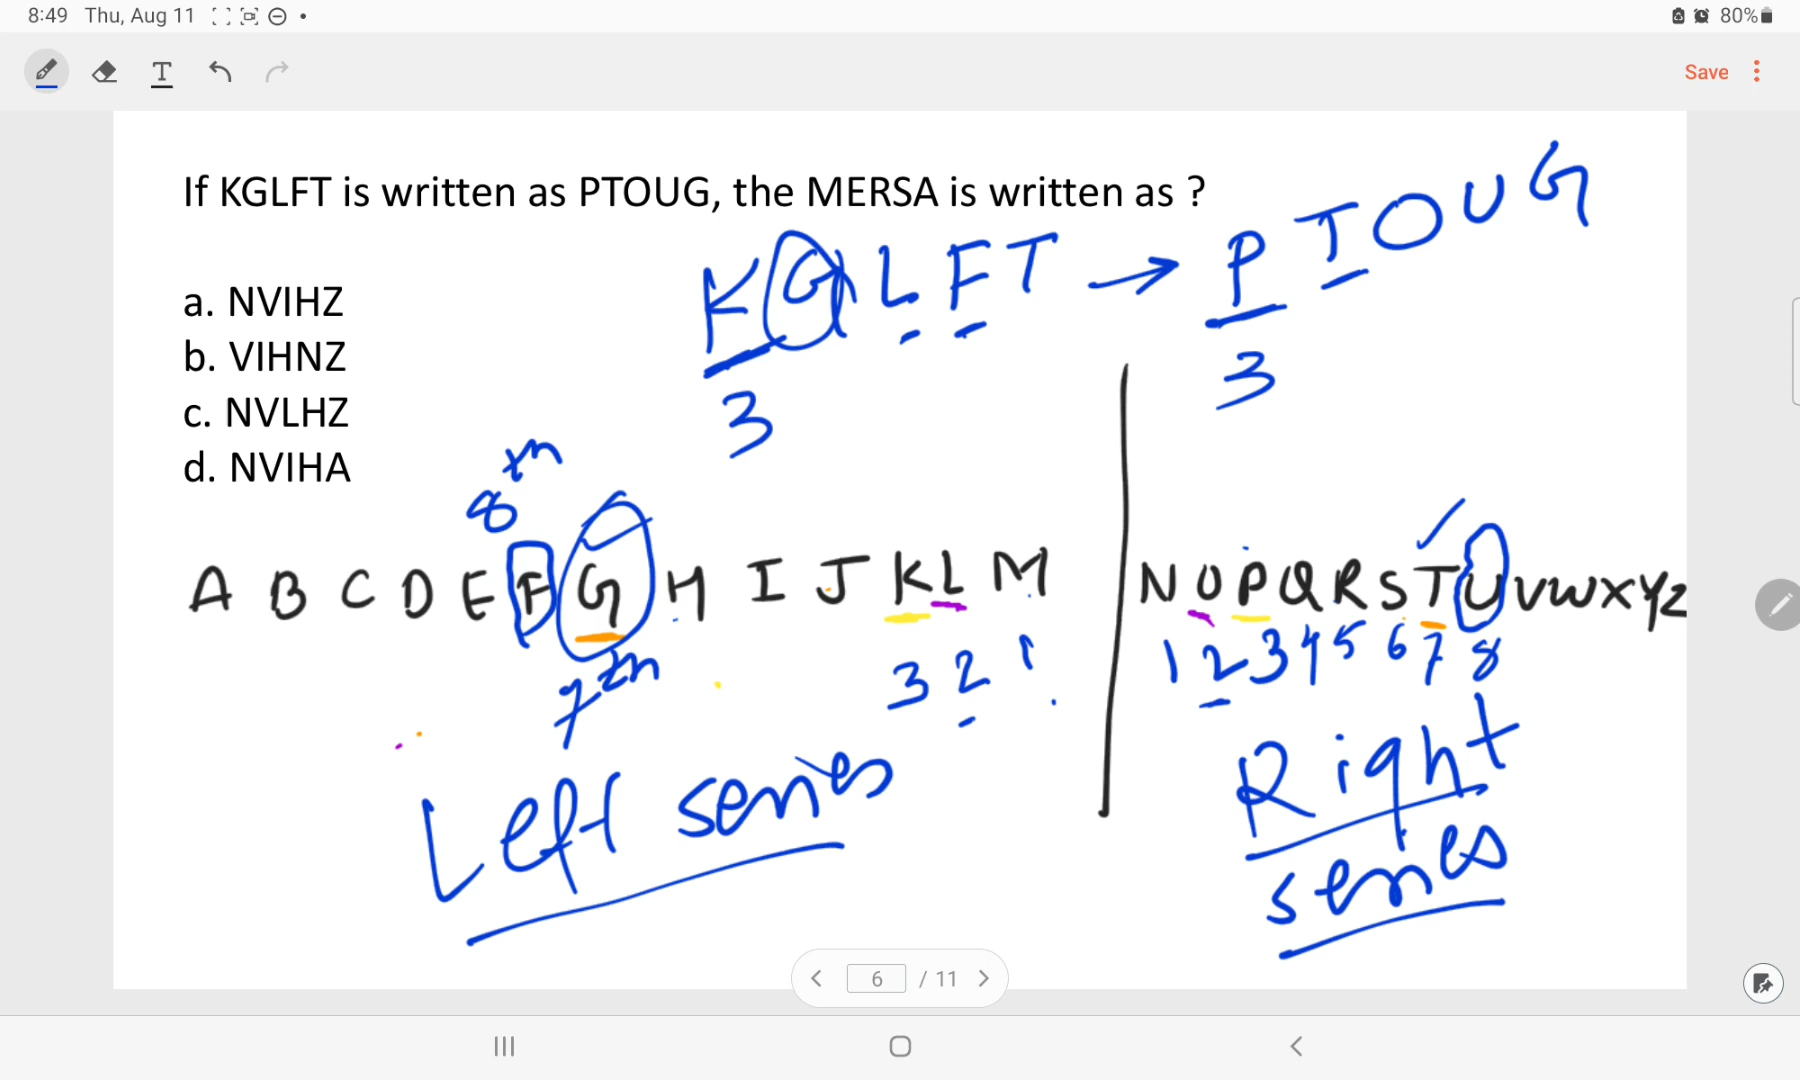 8:49 Thu, Aug 11
80%
T
Save
If KGLFT is written as PTOUG, the MERSA is written as ?
KGLFT → PTOUG
3 3
a. NVIHZ
b. VIHNZ
c. NVLHZ
d. NVIHA
8th
A B C D E F G H I J K L M N O P Q R S T U V W X Y Z
7th 3 2 1 1 2 3 4 5 6 7 8
Left series
Right
series
6 / 11